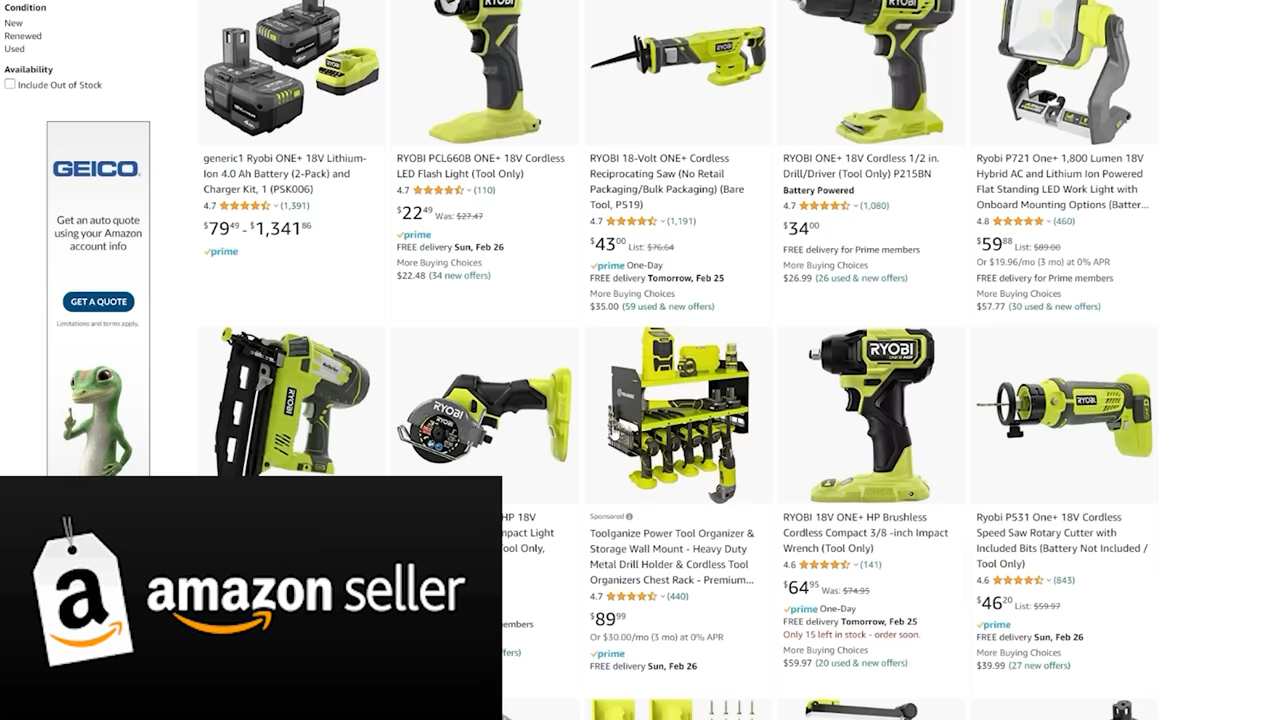 Condition
New
Renewed
Used
Availability
Include Out of Stock
GEICO.
Get an auto quote
using your Amazon
account info
GET A QUOTE
Limitations and terms apply.
generic1 Ryobi ONE+ 18V Lithium-
Ion 4.0 Ah Battery (2-Pack) and
Charger Kit, 1 (PSK006)
4.7 (1,391)
$79.49 - $1,341.86
prime
RYOBI
RYOBI PCL660B ONE+ 18V Cordless
LED Flash Light (Tool Only)
4.7 (110)
$22.49 Was: $27.47
prime
FREE delivery Sun, Feb 26
More Buying Choices
$22.48 (34 new offers)
RYOBI
RYOBI 18-Volt ONE+ Cordless
Reciprocating Saw (No Retail
Packaging/Bulk Packaging) (Bare
Tool, P519)
4.7 (1,191)
$43.00 List: $76.64
prime One-Day
FREE delivery Tomorrow, Feb 25
More Buying Choices
$35.00 (59 used & new offers)
RYOBI
RYOBI ONE+ 18V Cordless 1/2 in.
Drill/Driver (Tool Only) P215BN
Battery Powered
4.7 (1,080)
$34.00
FREE delivery for Prime members
More Buying Choices
$26.99 (26 used & new offers)
Ryobi P721 One+ 1,800 Lumen 18V
Hybrid AC and Lithium Ion Powered
Flat Standing LED Work Light with
Onboard Mounting Options (Batter...
4.8 (460)
$59.88 List: $89.00
Or $19.96/mo (3 mo) at 0% APR
FREE delivery for Prime members
More Buying Choices
$57.77 (30 used & new offers)
RYOBI
RYOBI
HP 18V
mpact Light
Tool Only,
embers
fers)
Sponsored
Toolganize Power Tool Organizer &
Storage Wall Mount - Heavy Duty
Metal Drill Holder & Cordless Tool
Organizers Chest Rack - Premium...
4.7 (440)
$89.99
Or $30.00/mo (3 mo) at 0% APR
prime
FREE delivery Sun, Feb 26
RYOBI
RYOBI 18V ONE+ HP Brushless
Cordless Compact 3/8 -inch Impact
Wrench (Tool Only)
4.6 (141)
$64.95 Was: $74.95
prime One-Day
FREE delivery Tomorrow, Feb 25
Only 15 left in stock - order soon.
More Buying Choices
$59.97 (20 used & new offers)
RYOBI
Ryobi P531 One+ 18V Cordless
Speed Saw Rotary Cutter with
Included Bits (Battery Not Included /
Tool Only)
4.6 (843)
$46.20 List: $59.97
prime
FREE delivery Sun, Feb 26
More Buying Choices
$39.99 (27 new offers)
a
amazon seller